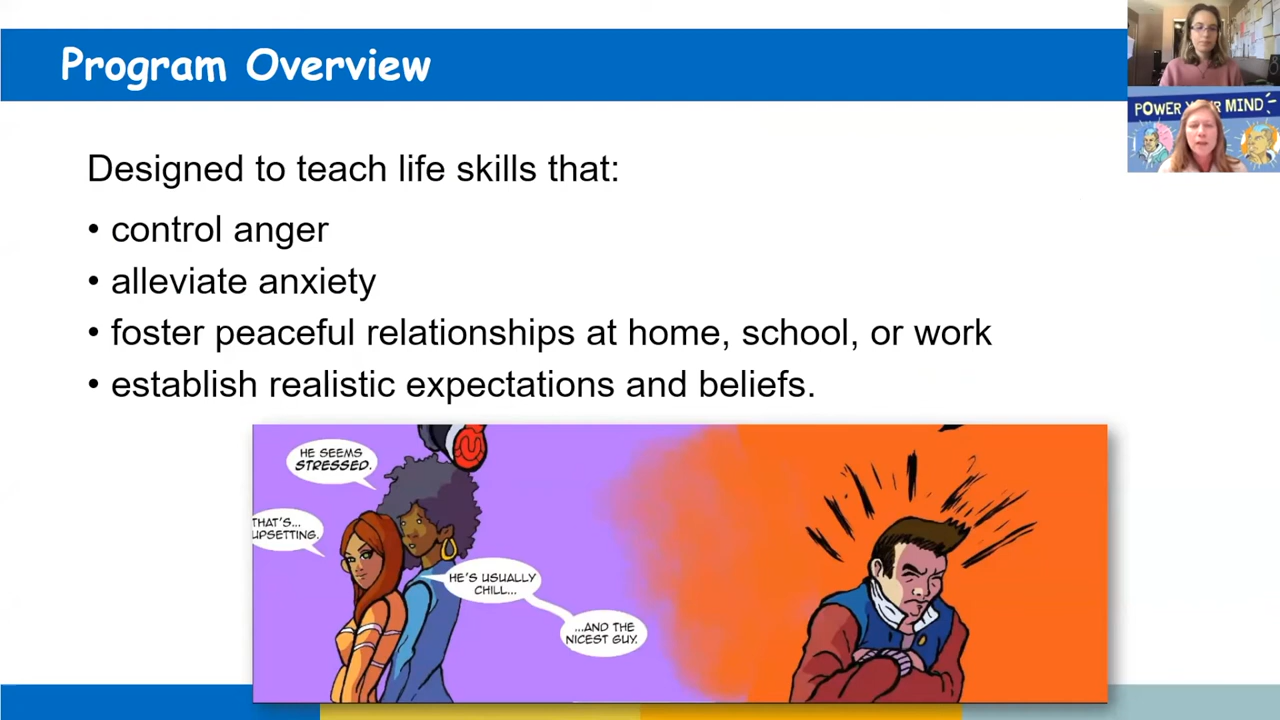 Program Overview
POWER YOUR MIND
Designed to teach life skills that:
• control anger
• alleviate anxiety
• foster peaceful relationships at home, school, or work
• establish realistic expectations and beliefs.
HE SEEMS
STRESSED.
THAT'S...
UPSETTING.
HE'S USUALLY
CHILL...
...AND THE
NICEST GUY.